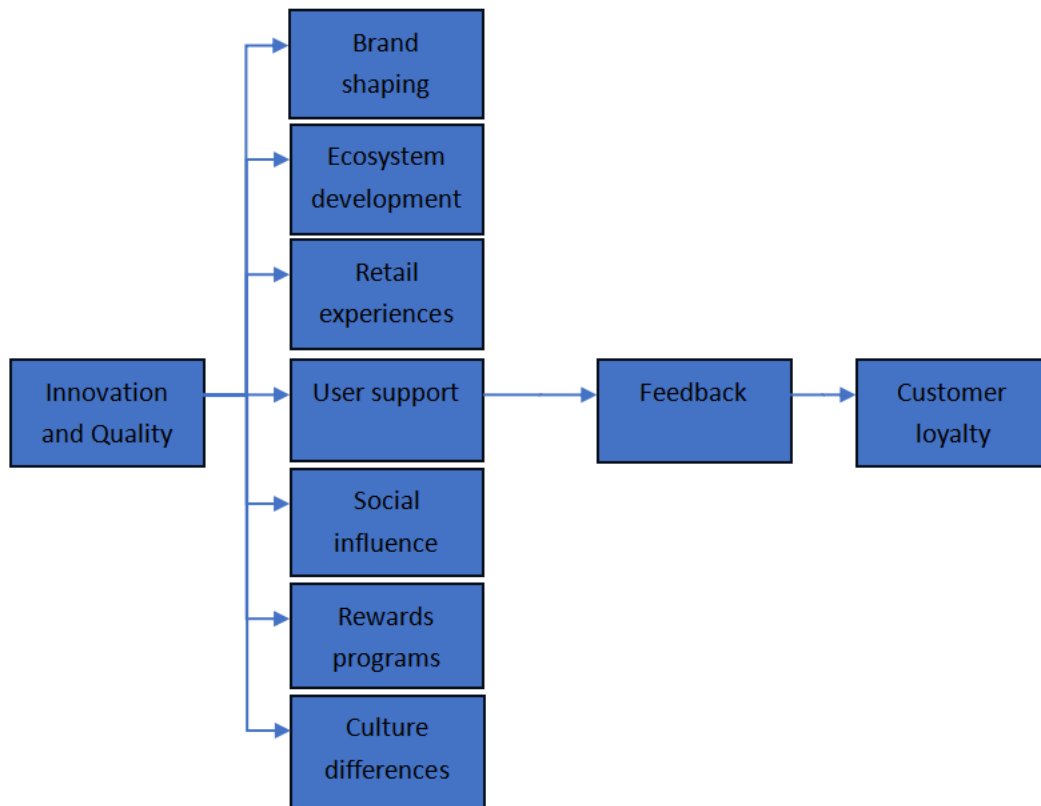 Brand
shaping
Ecosystem
development
Retail
experiences
Innovation
and Quality
User support
Feedback
Customer
loyalty
Social
influence
Rewards
programs
Culture
differences